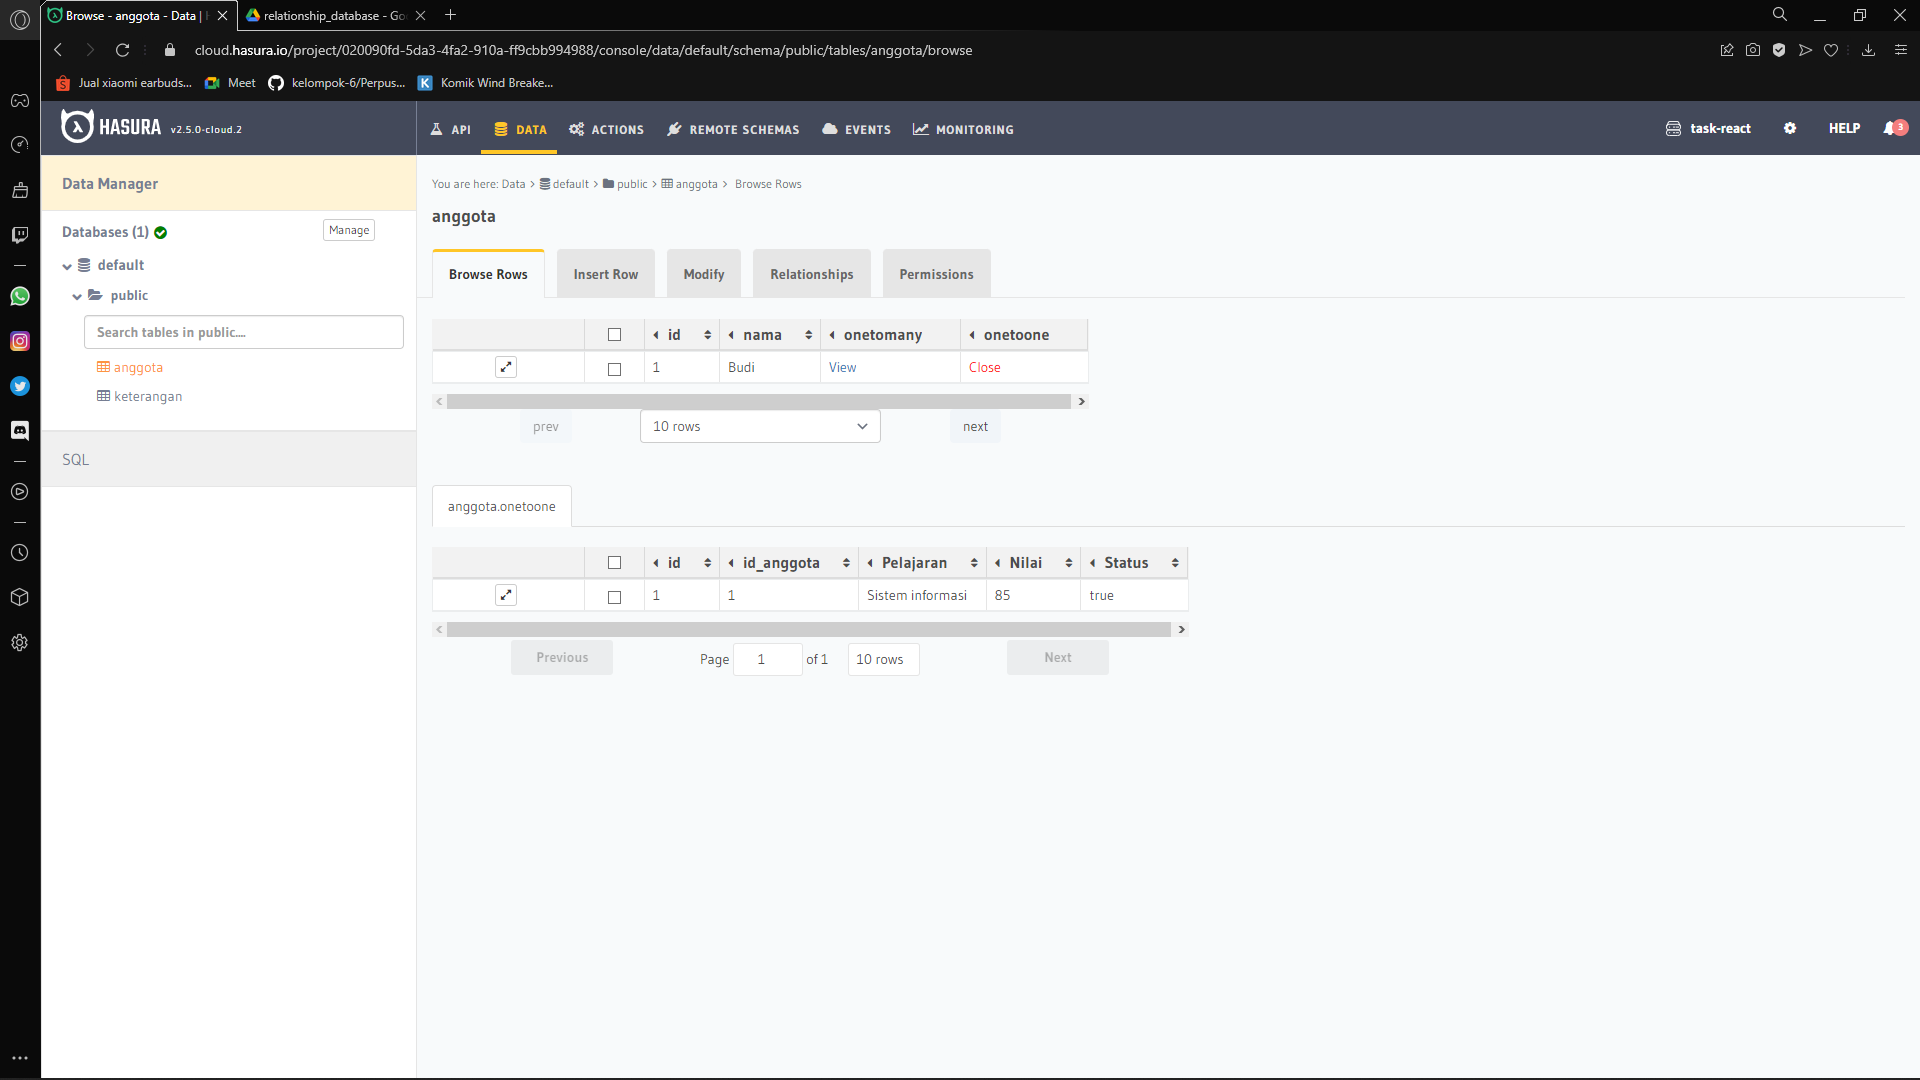 Browse - anggota - Data |
relationship_database - Go
cloud.hasura.io/project/020090fd-5da3-4fa2-910a-ff9cbb994988/console/data/default/schema/public/tables/anggota/browse
Jual xiaomi earbuds...
Meet
kelompok-6/Perpus...
K
Komik Wind Breake...
HASURA v2.5.0-cloud.2
API
DATA
ACTIONS
REMOTE SCHEMAS
EVENTS
MONITORING
task-react
HELP
3
Data Manager
Databases (1)
Manage
default
public
Search tables in public....
anggota
keterangan
SQL
You are here: Data > default > public > anggota > Browse Rows
anggota
Browse Rows
Insert Row
Modify
Relationships
Permissions
id nama onetomany onetoone
1 Budi View Close
prev 10 rows next
anggota.onetoone
id id_anggota Pelajaran Nilai Status
1 1 Sistem informasi 85 true
Previous Page 1 of 1 10 rows Next